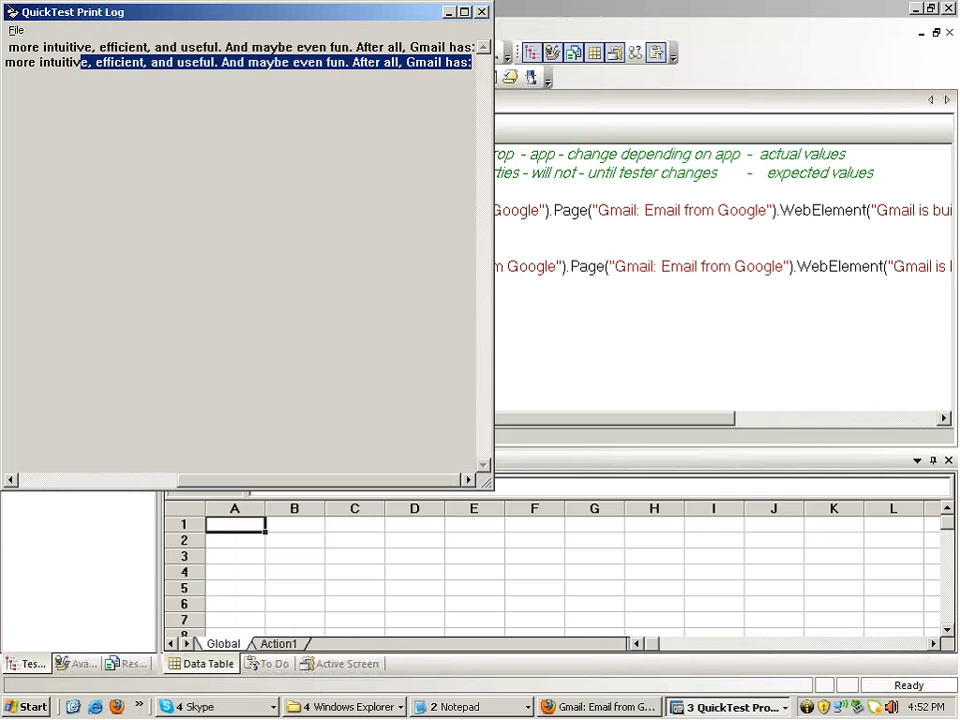 QuickTest Print Log
File
more intuitive, efficient, and useful. And maybe even fun. After all, Gmail has:
more intuitive, efficient, and useful. And maybe even fun. After all, Gmail has:
rop - app - change depending on app - actual values
rties - will not - until tester changes - expected values
Google").Page("Gmail: Email from Google").WebElement("Gmail is bui
m Google").Page("Gmail: Email from Google").WebElement("Gmail is
A B C D E F G H I J K L
1
2
3
4
5
6
7
8
Global Action1
Tes... Ava... Res... Data Table To Do Active Screen
Ready
Start » 4 Skype 4 Windows Explorer 2 Notepad Gmail: Email from G... 3 QuickTest Pro... 4:52 PM